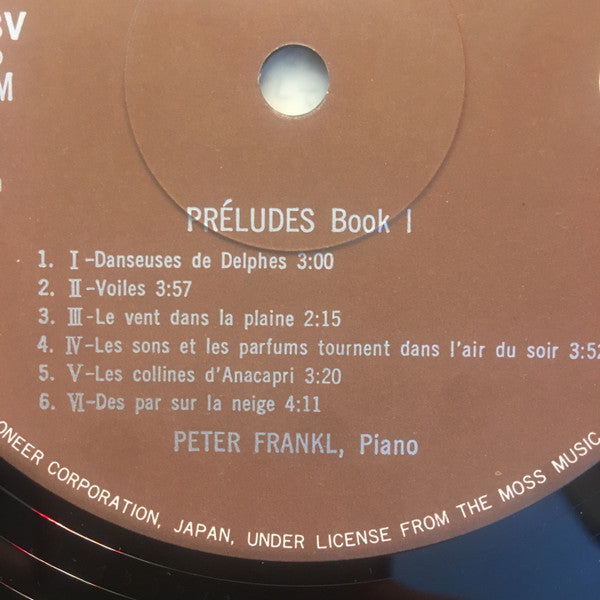 V
M
PRÉLUDES Book I
1. I-Danseuses de Delphes 3:00
2. II-Voiles 3:57
3. III-Le vent dans la plaine 2:15
4. IV-Les sons et les parfums tournent dans l'air du soir 3:52
5. V-Les collines d'Anacapri 3:20
6. VI-Des par sur la neige 4:11
PETER FRANKL, Piano
ONEER CORPORATION, JAPAN, UNDER LICENSE FROM THE MOSS MUSIC